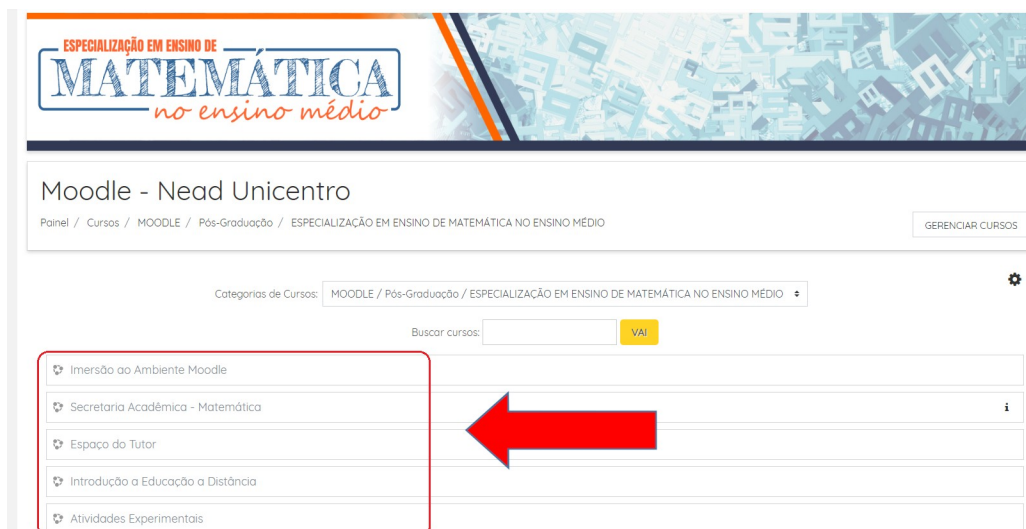 ESPECIALIZAÇÃO EM ENSINO DE
MATEMÁTICA
no ensino médio
Moodle - Nead Unicentro
Painel / Cursos / MOODLE / Pós-Graduação / ESPECIALIZAÇÃO EM ENSINO DE MATEMÁTICA NO ENSINO MÉDIO
GERENCIAR CURSOS
Categorias de Cursos: MOODLE / Pós-Graduação / ESPECIALIZAÇÃO EM ENSINO DE MATEMÁTICA NO ENSINO MÉDIO
Buscar cursos: VAI
Imersão ao Ambiente Moodle
Secretaria Acadêmica - Matemática
Espaço do Tutor
Introdução a Educação a Distância
Atividades Experimentais